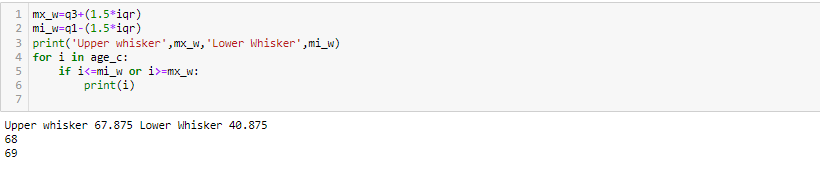 1 mx_w=q3+(1.5*iqr)
2 mi_w=q1-(1.5*iqr)
3 print('Upper whisker',mx_w,'Lower Whisker',mi_w)
4 for i in age_c:
5     if i<=mi_w or i>=mx_w:
6         print(i)
7
Upper whisker 67.875 Lower Whisker 40.875
68
69